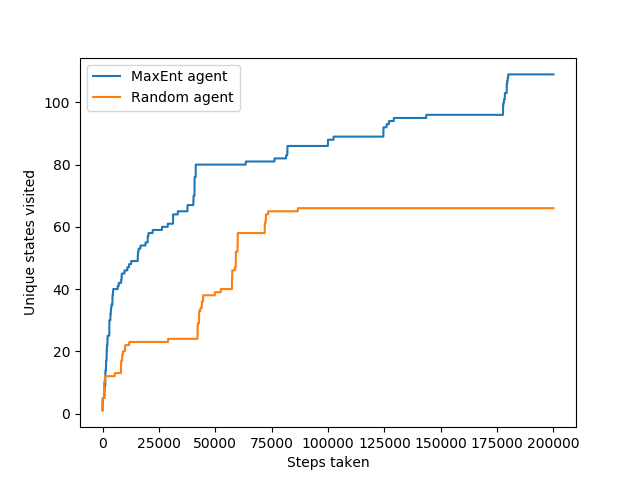 MaxEnt agent
Random agent
Unique states visited
100
80
60
40
20
0
0 25000 50000 75000 100000 125000 150000 175000 200000
Steps taken